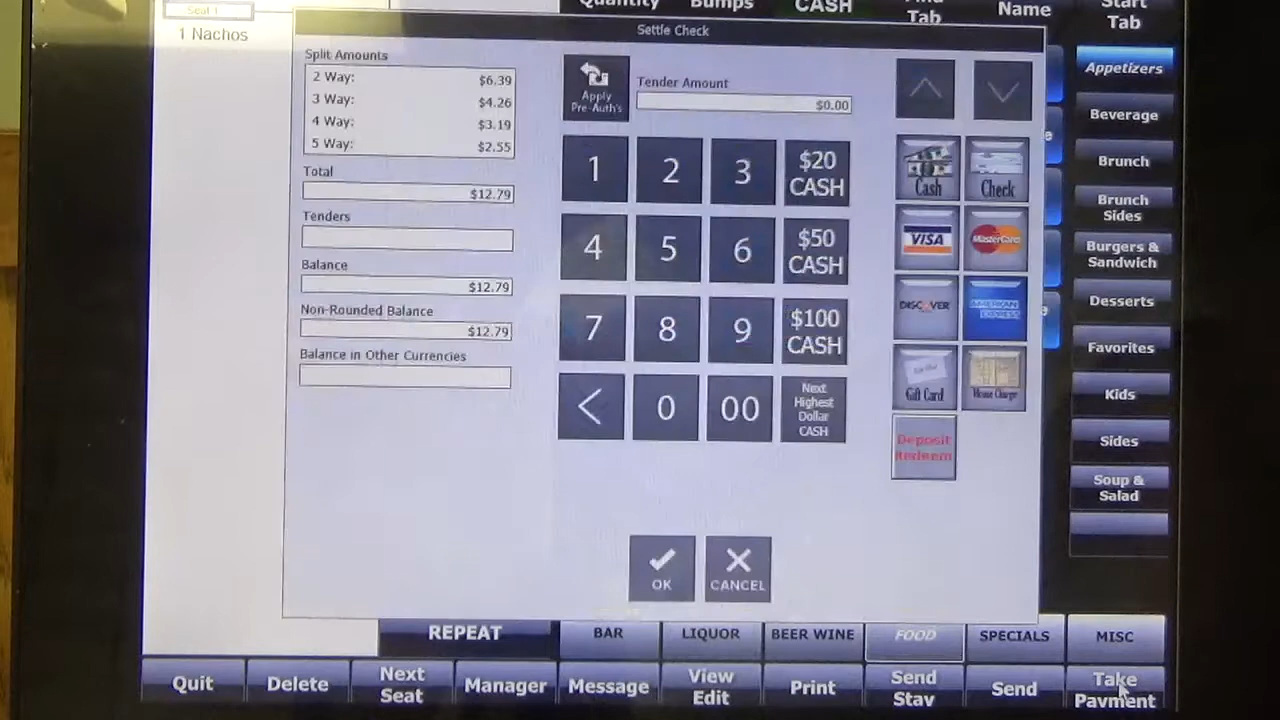 Seat 1
1 Nachos
Quantity
Bumps
CASH
Find
Tab
Name
Start
Tab
Settle Check
Split Amounts
2 Way: $6.39
3 Way: $4.26
4 Way: $3.19
5 Way: $2.55
Total
$12.79
Tenders
Balance
$12.79
Non-Rounded Balance
$12.79
Balance in Other Currencies
Apply
Pre-Auth's
Tender Amount
$0.00
1
2
3
$20
CASH
4
5
6
$50
CASH
7
8
9
$100
CASH
<
0
00
Next
Highest
Dollar
CASH
Cash
Check
VISA
MasterCard
DISCOVER
AMERICAN
EXPRESS
Gift Card
House Charge
Deposit
Redeem
OK
CANCEL
Appetizers
Beverage
Brunch
Brunch
Sides
Burgers &
Sandwich
Desserts
Favorites
Kids
Sides
Soup &
Salad
REPEAT
BAR
LIQUOR
BEER WINE
FOOD
SPECIALS
MISC
Quit
Delete
Next
Seat
Manager
Message
View
Edit
Print
Send
Stay
Send
Take
Payment